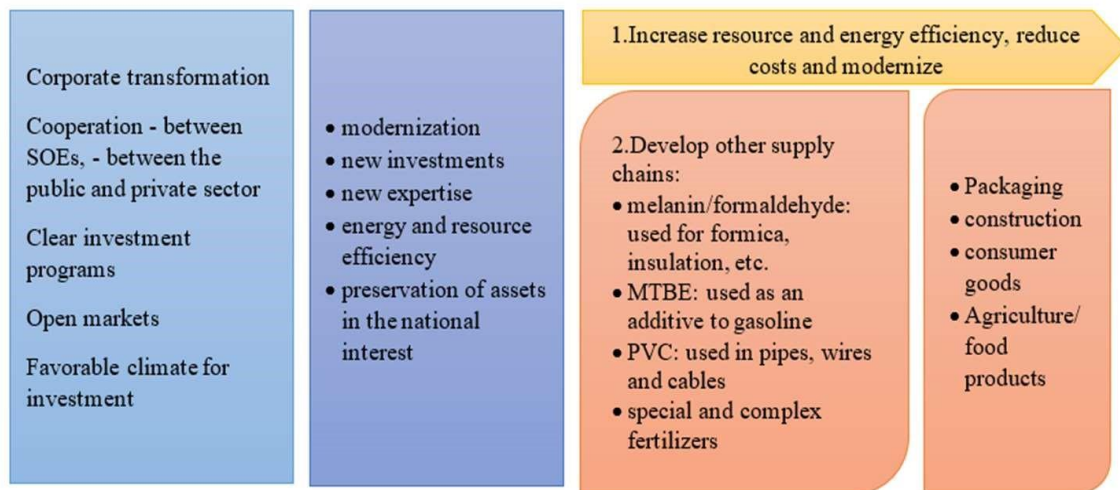 Corporate transformation
Cooperation - between
SOEs, - between the
public and private sector
Clear investment
programs
Open markets
Favorable climate for
investment
• modernization
• new investments
• new expertise
• energy and resource
efficiency
• preservation of assets
in the national
interest
1.Increase resource and energy efficiency, reduce
costs and modernize
2.Develop other supply
chains:
• melanin/formaldehyde:
used for formica,
insulation, etc.
• MTBE: used as an
additive to gasoline
• PVC: used in pipes, wires
and cables
• special and complex
fertilizers
• Packaging
• construction
• consumer
goods
• Agriculture/
food
products